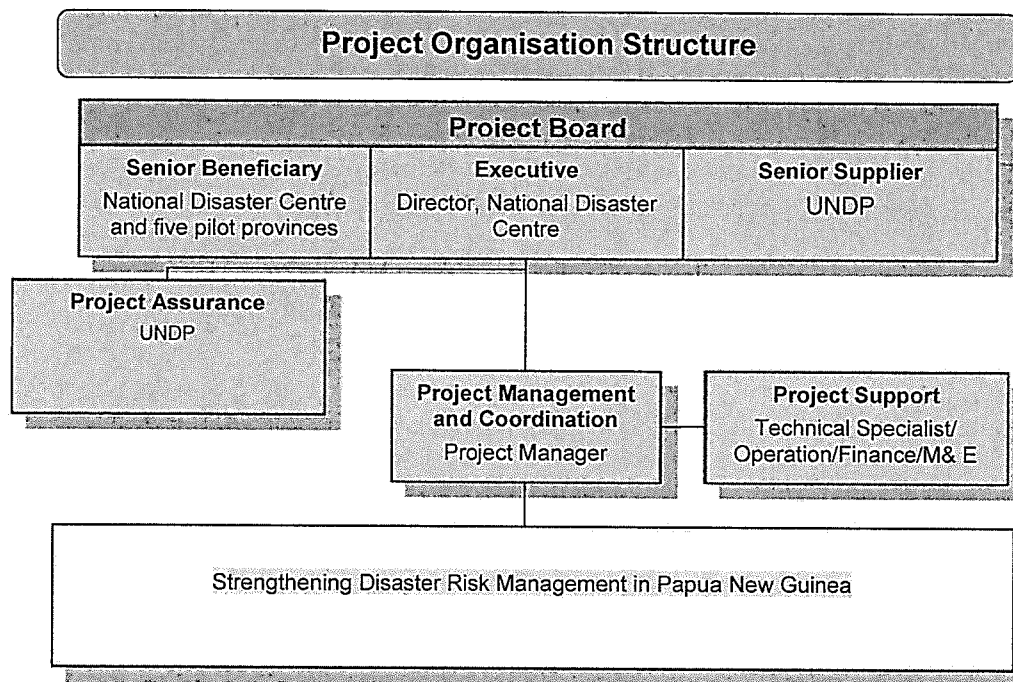 Project Organisation Structure
Project Board
Senior Beneficiary
National Disaster Centre
and five pilot provinces
Executive
Director, National Disaster
Centre
Senior Supplier
UNDP
Project Assurance
UNDP
Project Management
and Coordination
Project Manager
Project Support
Technical Specialist/
Operation/Finance/M& E
Strengthening Disaster Risk Management in Papua New Guinea